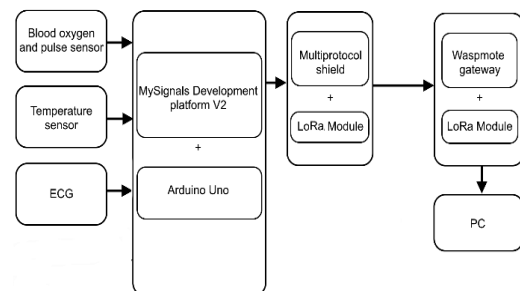 Blood oxygen
and pulse sensor
Temperature
sensor
ECG
MySignals Development
platform V2
+
Arduino Uno
Multiprotocol
shield
+
LoRa Module
Waspmote
gateway
+
LoRa Module
PC